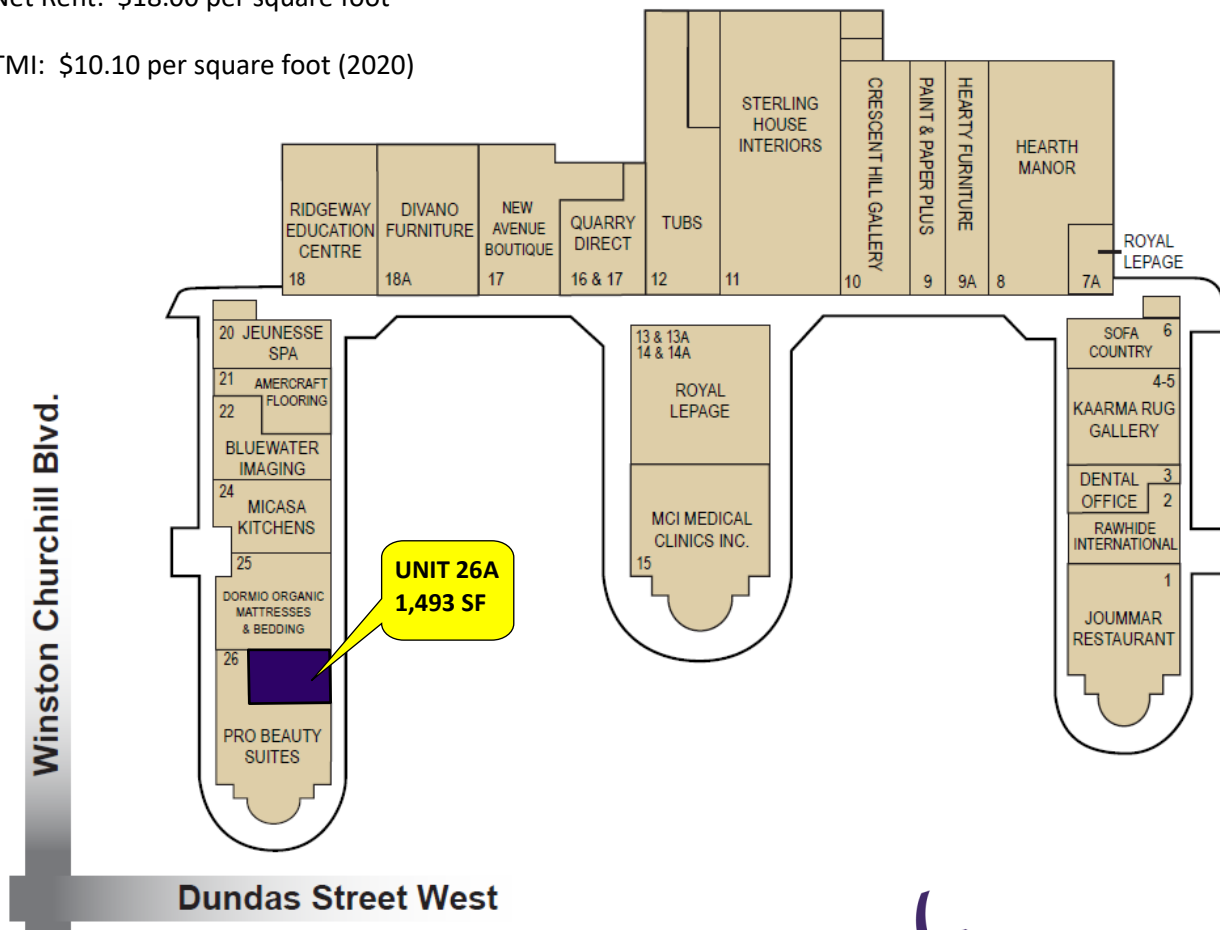 Net Rent: $18.00 per square foot
TMI: $10.10 per square foot (2020)
RIDGEWAY
EDUCATION
CENTRE
18
DIVANO
FURNITURE
18A
NEW
AVENUE
BOUTIQUE
17
QUARRY
DIRECT
16 & 17
TUBS
12
STERLING
HOUSE
INTERIORS
11
CRESCENT HILL GALLERY
10
PAINT & PAPER PLUS
9
HEARTY FURNITURE
9A
HEARTH
MANOR
8
7A
ROYAL
LEPAGE
20 JEUNESSE
SPA
21 AMERCRAFT
FLOORING
22
BLUEWATER
IMAGING
24
MICASA
KITCHENS
25
DORMIO ORGANIC
MATTRESSES
& BEDDING
26
PRO BEAUTY
SUITES
UNIT 26A
1,493 SF
13 & 13A
14 & 14A
ROYAL
LEPAGE
MCI MEDICAL
CLINICS INC.
15
SOFA 6
COUNTRY
4-5
KAARMA RUG
GALLERY
DENTAL 3
OFFICE 2
RAWHIDE
INTERNATIONAL
1
JOUMMAR
RESTAURANT
Winston Churchill Blvd.
Dundas Street West